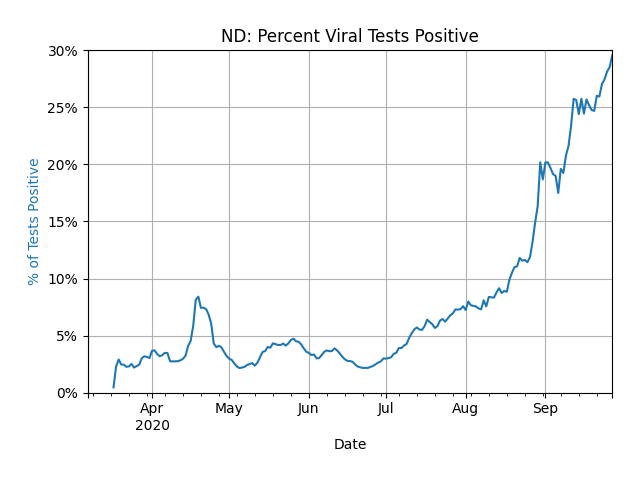 ND: Percent Viral Tests Positive
30%
25%
20%
15%
10%
5%
0%
% of Tests Positive
Apr
2020
May
Jun
Jul
Aug
Sep
Date